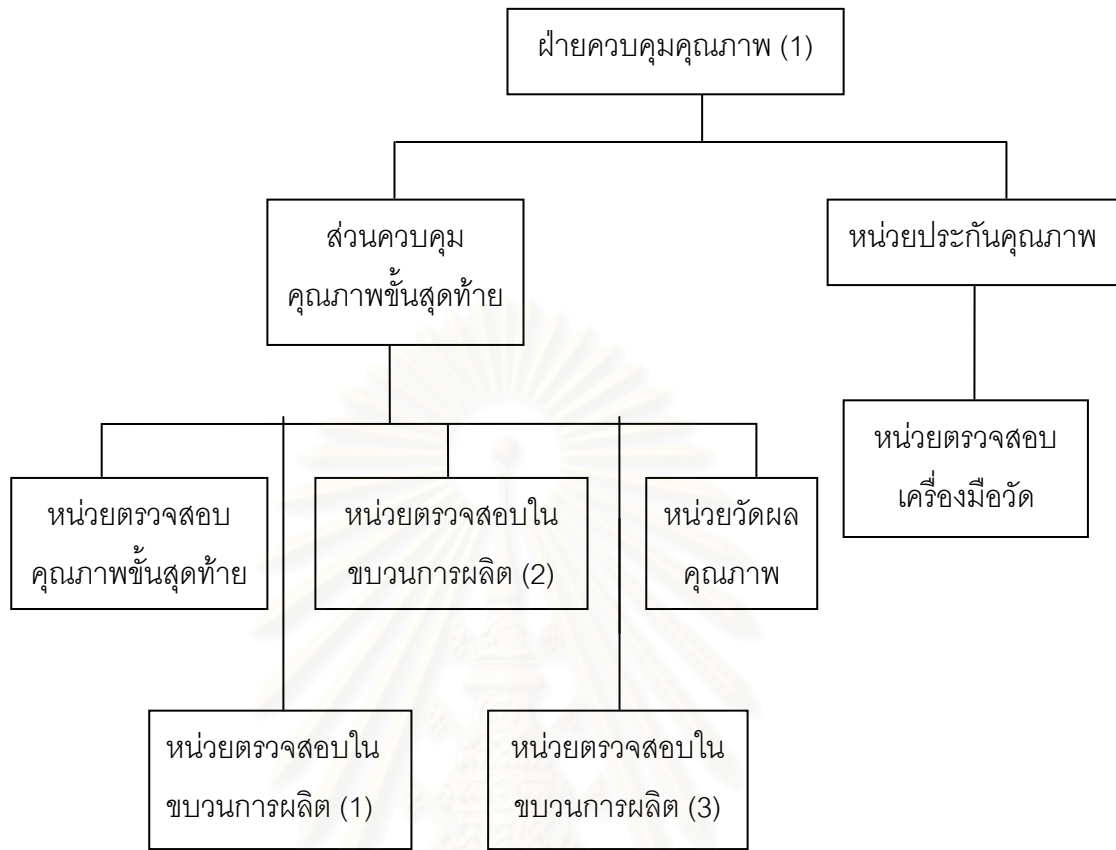 ฝ่ายควบคุมคุณภาพ (1)
ส่วนควบคุม
คุณภาพขั้นสุดท้าย
หน่วยประกันคุณภาพ
หน่วยตรวจสอบ
เครื่องมือวัด
หน่วยตรวจสอบ
คุณภาพขั้นสุดท้าย
หน่วยตรวจสอบใน
ขบวนการผลิต (2)
หน่วยวัดผล
คุณภาพ
หน่วยตรวจสอบใน
ขบวนการผลิต (1)
หน่วยตรวจสอบใน
ขบวนการผลิต (3)